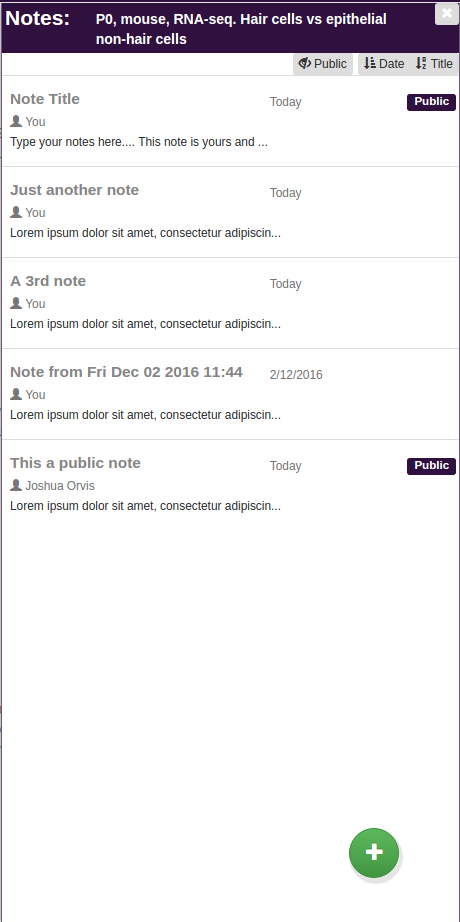 Notes: P0, mouse, RNA-seq. Hair cells vs epithelial
non-hair cells
Public Date Title
Note Title Today Public
You
Type your notes here.... This note is yours and ...
Just another note Today
You
Lorem ipsum dolor sit amet, consectetur adipiscin...
A 3rd note Today
You
Lorem ipsum dolor sit amet, consectetur adipiscin...
Note from Fri Dec 02 2016 11:44 2/12/2016
You
Lorem ipsum dolor sit amet, consectetur adipiscin...
This a public note Today Public
Joshua Orvis
Lorem ipsum dolor sit amet, consectetur adipiscin...